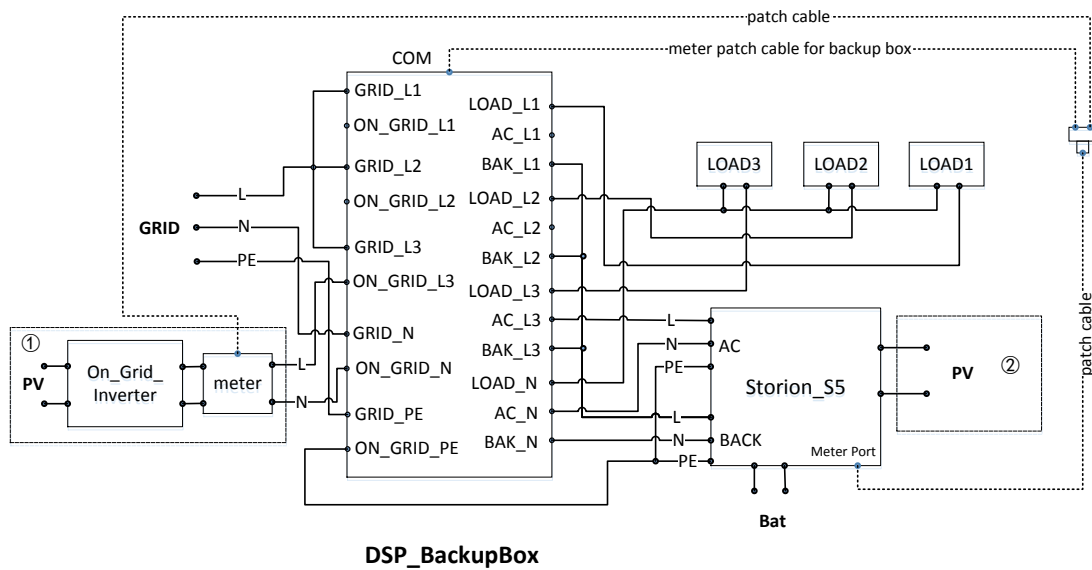 patch cable
meter patch cable for backup box
COM
GRID_L1
ON_GRID_L1
GRID_L2
ON_GRID_L2
GRID_L3
ON_GRID_L3
GRID_N
ON_GRID_N
GRID_PE
ON_GRID_PE
LOAD_L1
AC_L1
BAK_L1
LOAD_L2
AC_L2
BAK_L2
LOAD_L3
AC_L3
BAK_L3
LOAD_N
AC_N
BAK_N
L
GRID
N
PE
①
PV
On_Grid_
Inverter
meter
L
N
LOAD3
LOAD2
LOAD1
L
N
AC
PE
Storion_S5
L
N
BACK
PE
Meter Port
Bat
PV
②
patch cable
DSP_BackupBox